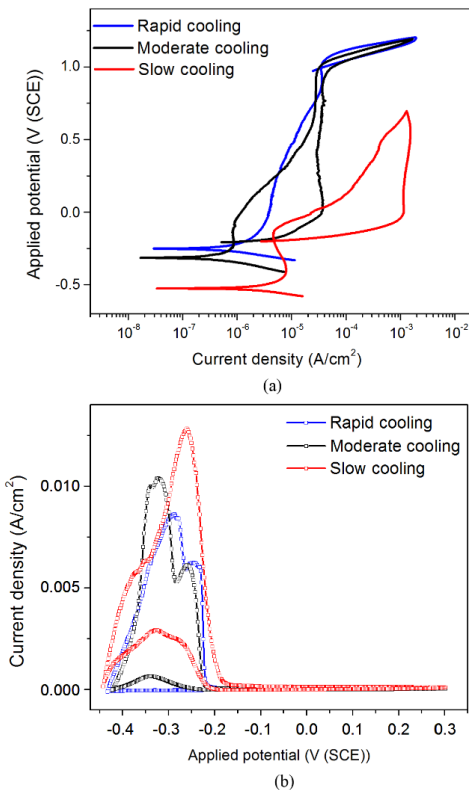 (a)
Rapid cooling
Moderate cooling
Slow cooling
Applied potential (V (SCE))
1.0
0.5
0.0
-0.5
10-8 10-7 10-6 10-5 10-4 10-3 10-2
Current density (A/cm2)
(a)
Rapid cooling
Moderate cooling
Slow cooling
Current density (A/cm2)
0.010
0.005
0.000
-0.4 -0.3 -0.2 -0.1 0.0 0.1 0.2 0.3
Applied potential (V (SCE))
(b)